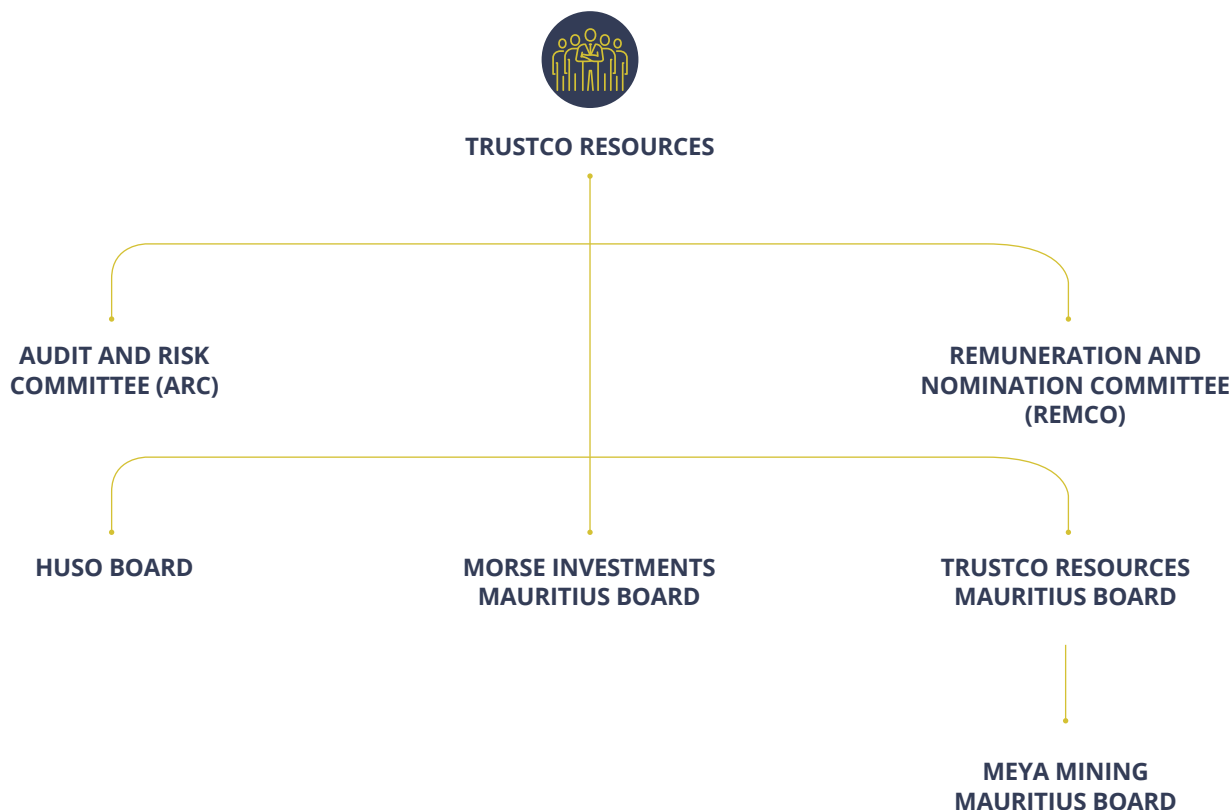 TRUSTCO RESOURCES
AUDIT AND RISK
COMMITTEE (ARC)
REMUNERATION AND
NOMINATION COMMITTEE
(REMCO)
HUSO BOARD
MORSE INVESTMENTS
MAURITIUS BOARD
TRUSTCO RESOURCES
MAURITIUS BOARD
MEYA MINING
MAURITIUS BOARD